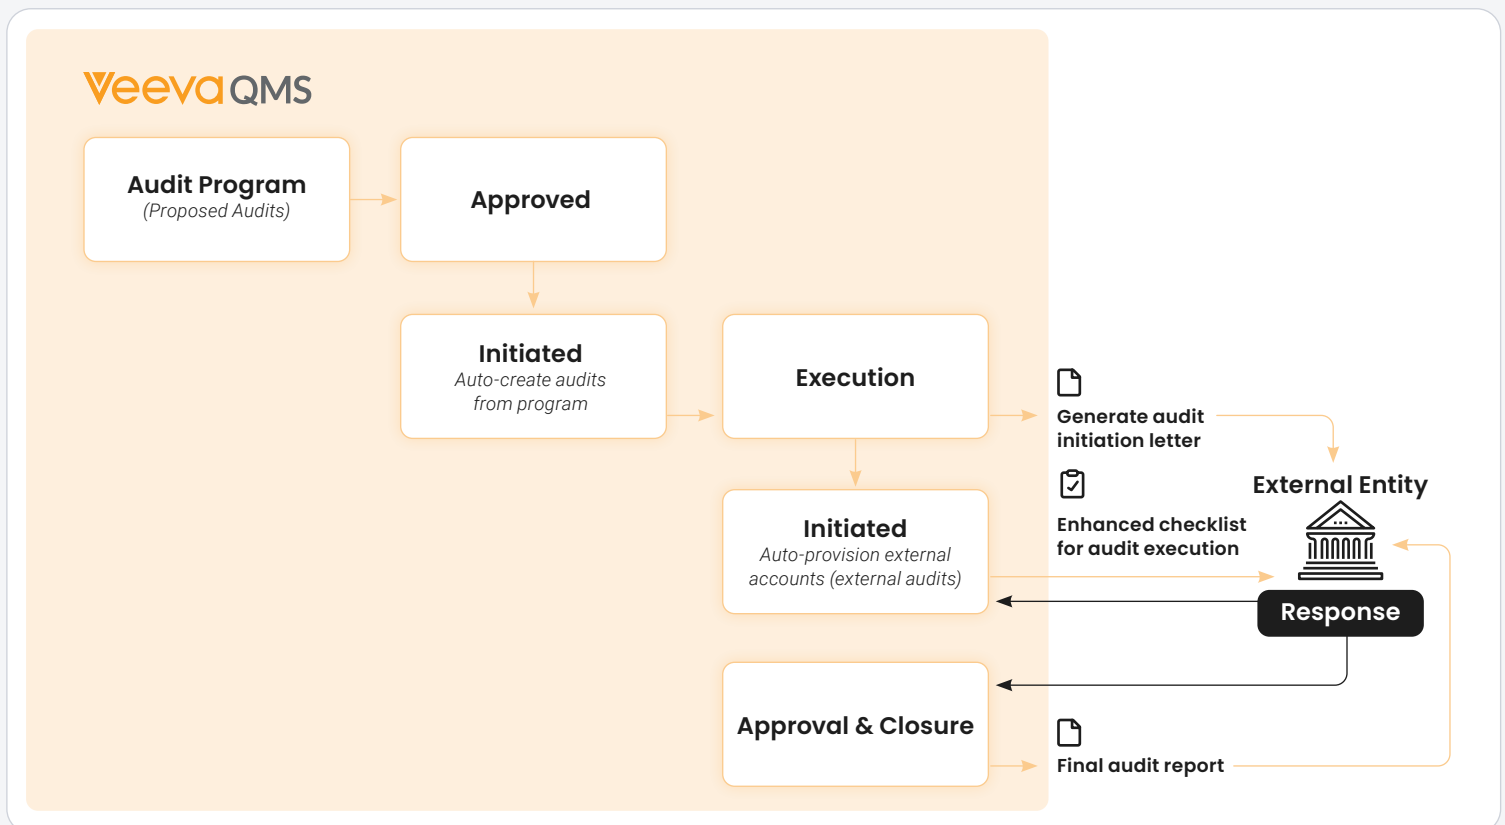 Veeva QMS
Audit Program
(Proposed Audits)
Approved
Initiated
Auto-create audits
from program
Execution
Generate audit
initiation letter
External Entity
Initiated
Auto-provision external
accounts (external audits)
Enhanced checklist
for audit execution
Response
Approval & Closure
Final audit report